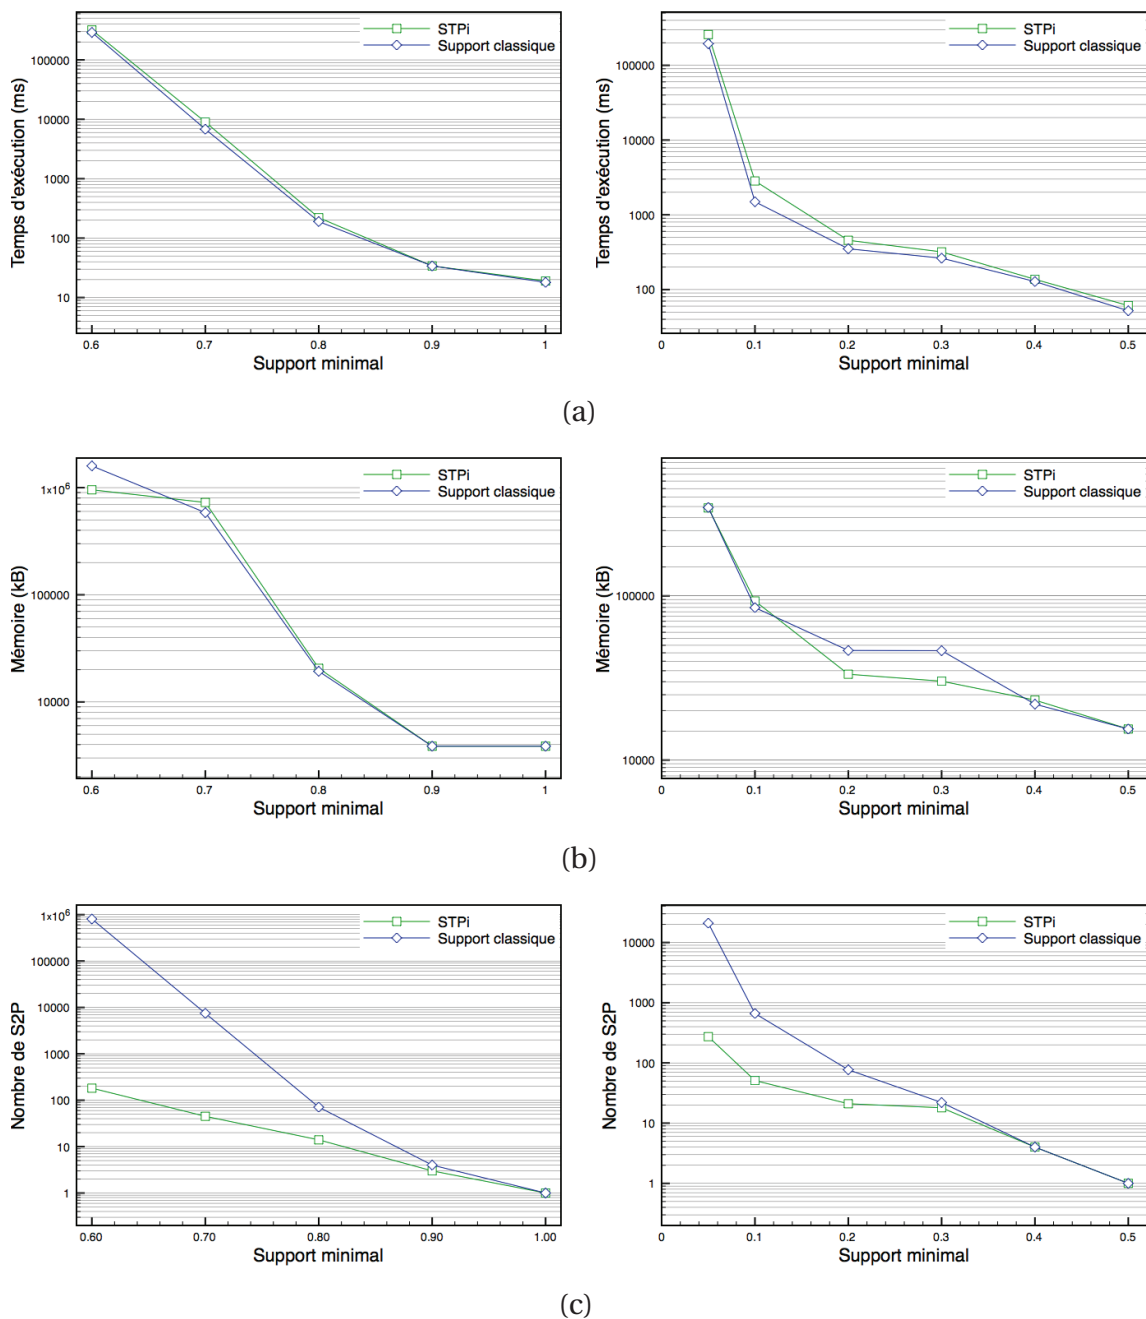 STPi
Support classique
100000
10000
1000
100
10
Temps d'exécution (ms)
0.6 0.7 0.8 0.9 1
Support minimal
STPi
Support classique
100000
10000
1000
100
Temps d'exécution (ms)
0 0.1 0.2 0.3 0.4 0.5
Support minimal
(a)
STPi
Support classique
1x10⁶
100000
10000
Mémoire (kB)
0.6 0.7 0.8 0.9 1
Support minimal
STPi
Support classique
100000
10000
Mémoire (kB)
0 0.1 0.2 0.3 0.4 0.5
Support minimal
(b)
STPi
Support classique
1x10⁶
100000
10000
1000
100
10
1
Nombre de S2P
0.60 0.70 0.80 0.90 1.00
Support minimal
STPi
Support classique
10000
1000
100
10
1
Nombre de S2P
0 0.1 0.2 0.3 0.4 0.5
Support minimal
(c)